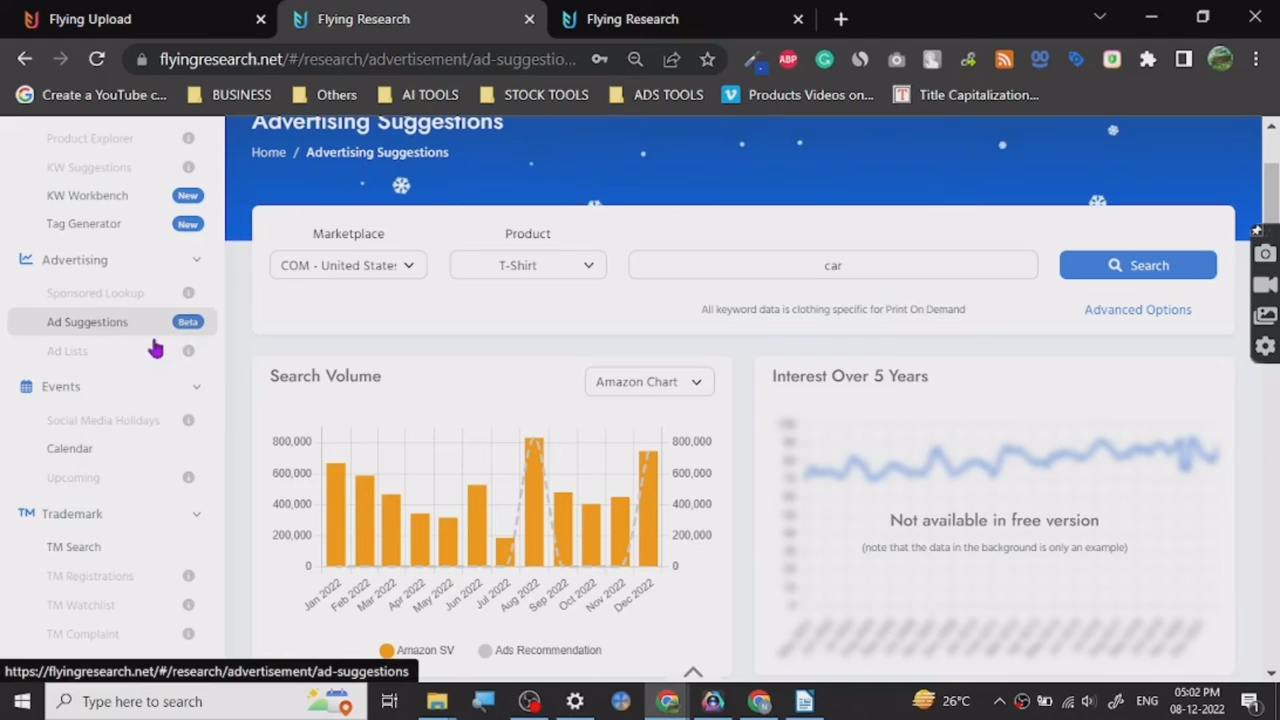 Flying Upload
Flying Research
Flying Research
flyingresearch.net/#/research/advertisement/ad-suggestio...
ABP
Create a YouTube c...
BUSINESS
Others
AI TOOLS
STOCK TOOLS
ADS TOOLS
Products Videos on...
Title Capitalization...
Product Explorer
KW Suggestions
KW Workbench
New
Tag Generator
New
Advertising
Sponsored Lookup
Ad Suggestions
Beta
Ad Lists
Events
Social Media Holidays
Calendar
Upcoming
TM Trademark
TM Search
TM Registrations
TM Watchlist
TM Complaint
Advertising Suggestions
Home / Advertising Suggestions
Marketplace
Product
COM - United States
T-Shirt
car
Search
All keyword data is clothing specific for Print On Demand
Advanced Options
Search Volume
Amazon Chart
800,000
600,000
400,000
200,000
0
800,000
600,000
400,000
200,000
0
Jan 2022
Feb 2022
Mar 2022
Apr 2022
May 2022
Jun 2022
Jul 2022
Aug 2022
Sep 2022
Oct 2022
Nov 2022
Dec 2022
Amazon SV
Ads Recommendation
Interest Over 5 Years
Not available in free version
(note that the data in the background is only an example)
https://flyingresearch.net/#/research/advertisement/ad-suggestions
Type here to search
26°C
ENG
05:02 PM
08-12-2022
1